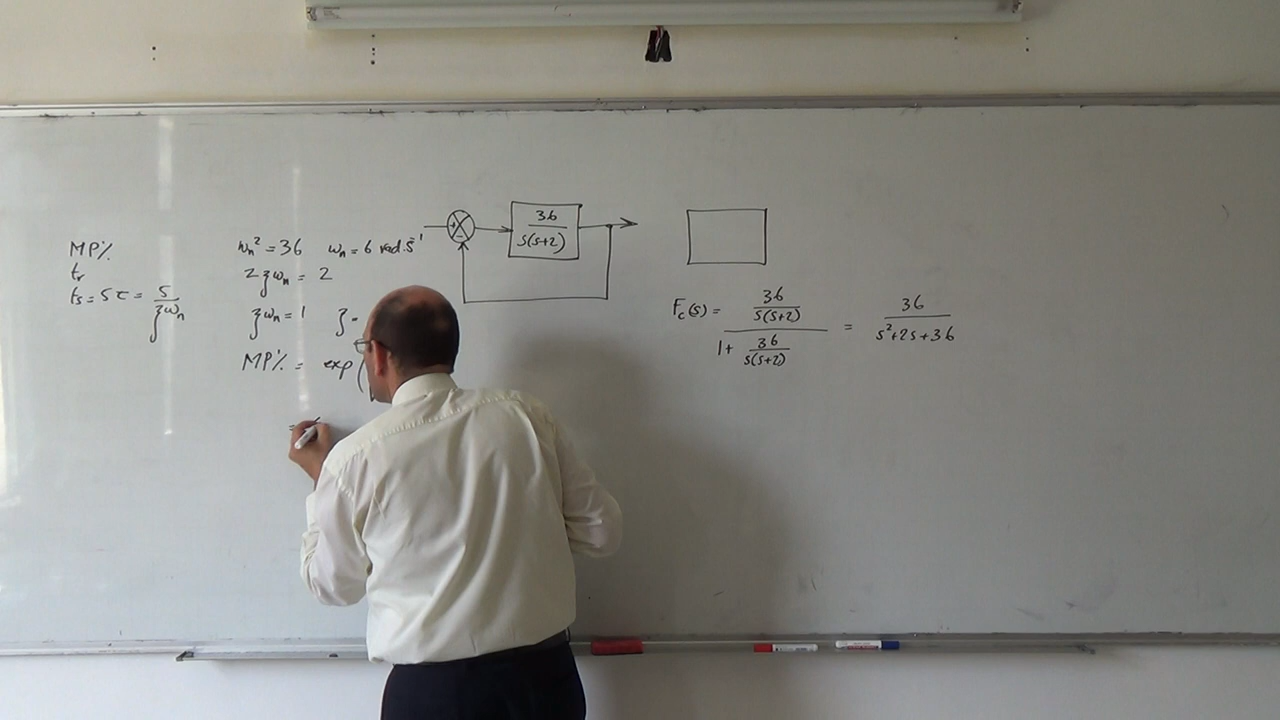 MP%
tr
ts = 5τ = 5/ζωn
ωn² = 36 ωn = 6 rad.s⁻¹
2ζωn = 2
ζωn = 1 ζ =
MP% = exp(
+
-
36/s(s+2)
Fc(s) = 36/s(s+2) / 1 + 36/s(s+2) = 36/s²+2s+36